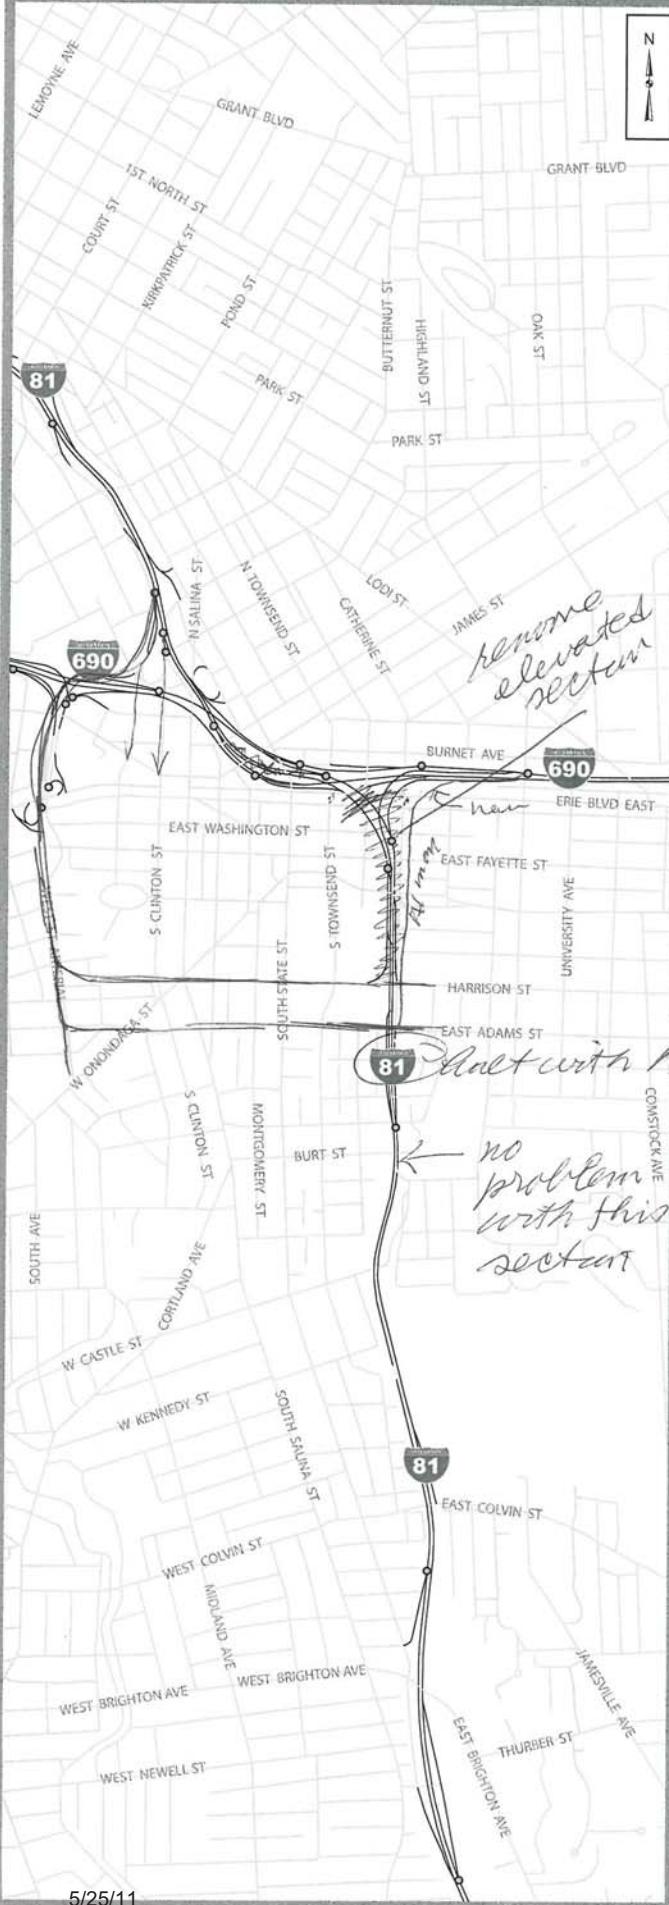 N
LEMOYNE AVE
GRANT BLVD
GRANT BLVD
1ST NORTH ST
COURT ST
KIRKPATRICK ST
POND ST
BUTTERNUT ST
HIGHLAND ST
OAK ST
81
PARK ST
PARK ST
N SALINA ST
N TOWNSEND ST
LODI ST
CATHERINE ST
JAMES ST
remove
elevated
section
690
BURNET AVE
690
new
ERIE BLVD EAST
EAST WASHINGTON ST
EAST FAYETTE ST
S CLINTON ST
S TOWNSEND ST
UNIVERSITY AVE
SOUTH STATE ST
HARRISON ST
EAST ADAMS ST
W ONONDAGA ST
81
with
S CLINTON ST
MONTGOMERY ST
BURT ST
COMSTOCK AVE
no
problem
with this
section
SOUTH AVE
CORTLAND AVE
W CASTLE ST
W KENNEDY ST
SOUTH SALINA ST
81
EAST COLVIN ST
WEST COLVIN ST
MIDLAND AVE
WEST BRIGHTON AVE
WEST BRIGHTON AVE
JAMESVILLE AVE
EAST BRIGHTON AVE
THURBER ST
WEST NEWELL ST
5/25/11